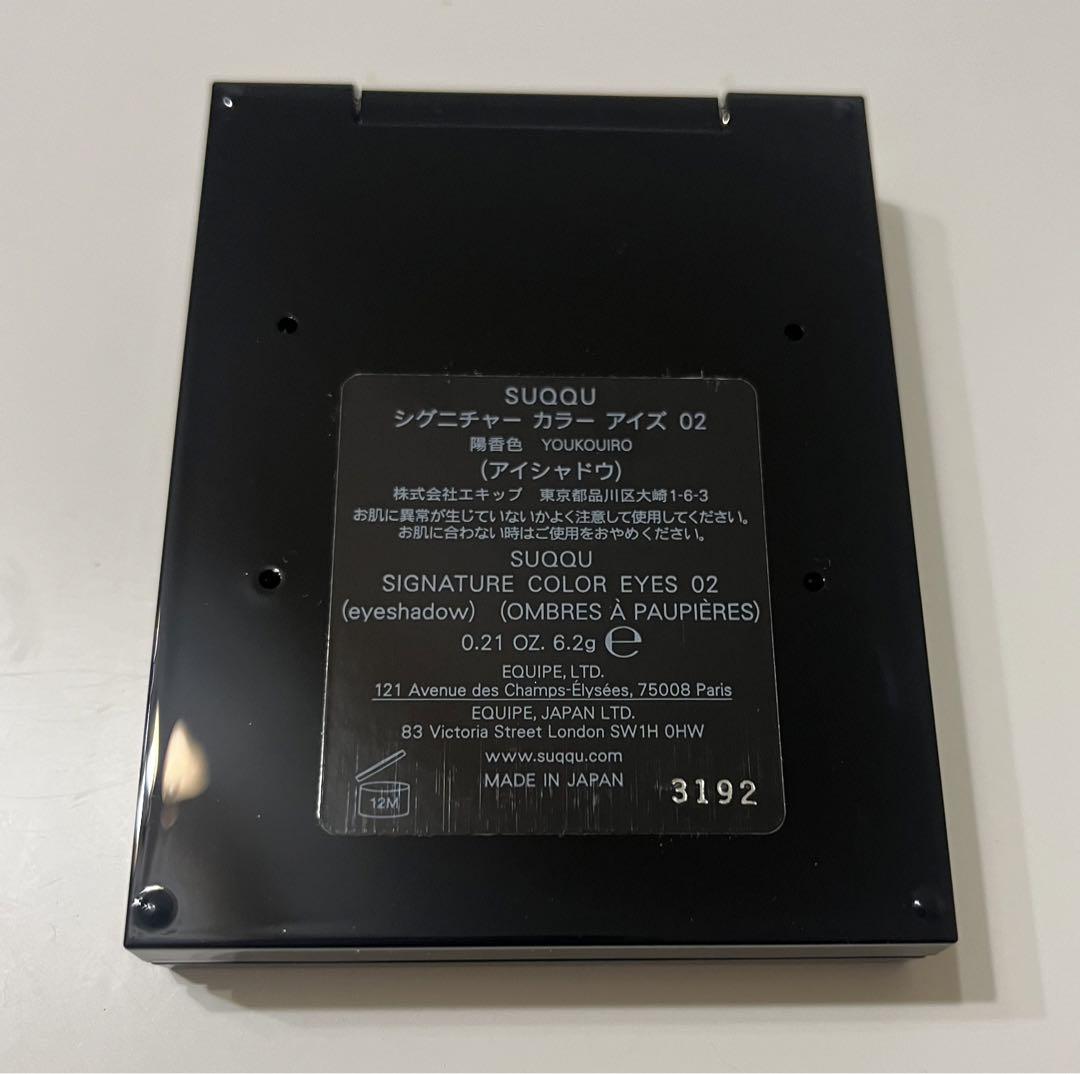 SUQQU
シグニチャー カラー アイズ 02
陽香色 YOUKOUIRO
(アイシャドウ)
株式会社エキップ 東京都品川区大崎1-6-3
お肌に異常が生じていないかよく注意して使用してください。
お肌に合わない時はご使用をおやめください。
SUQQU
SIGNATURE COLOR EYES 02
(eyeshadow) (OMBRES À PAUPIÈRES)
0.21 OZ. 6.2g ℮
EQUIPE, LTD.
121 Avenue des Champs-Élysées, 75008 Paris
EQUIPE, JAPAN LTD.
83 Victoria Street London SW1H 0HW
www.suqqu.com
MADE IN JAPAN
12M
3192